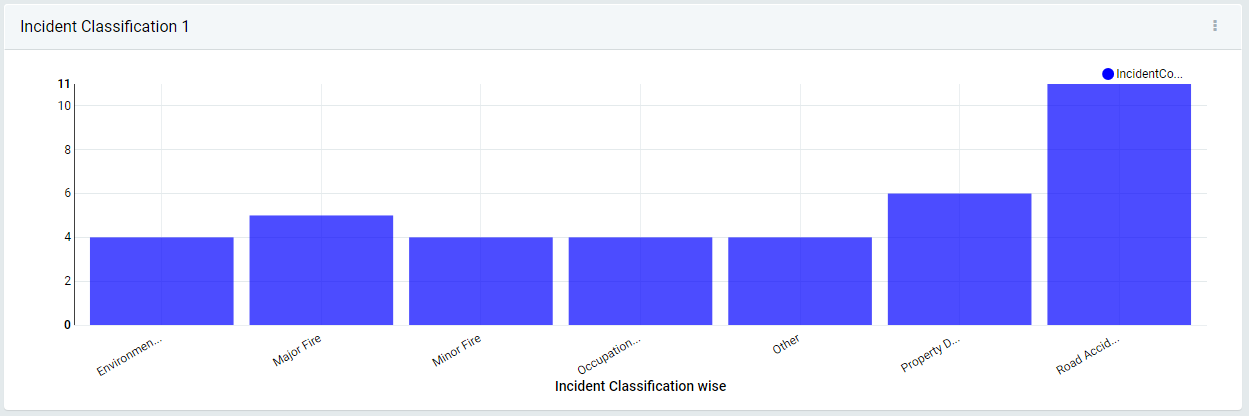 Incident Classification 1
IncidentCo...
11
10
8
6
4
2
0
Environmen...
Major Fire
Minor Fire
Occupation...
Other
Property D...
Road Accid...
Incident Classification wise